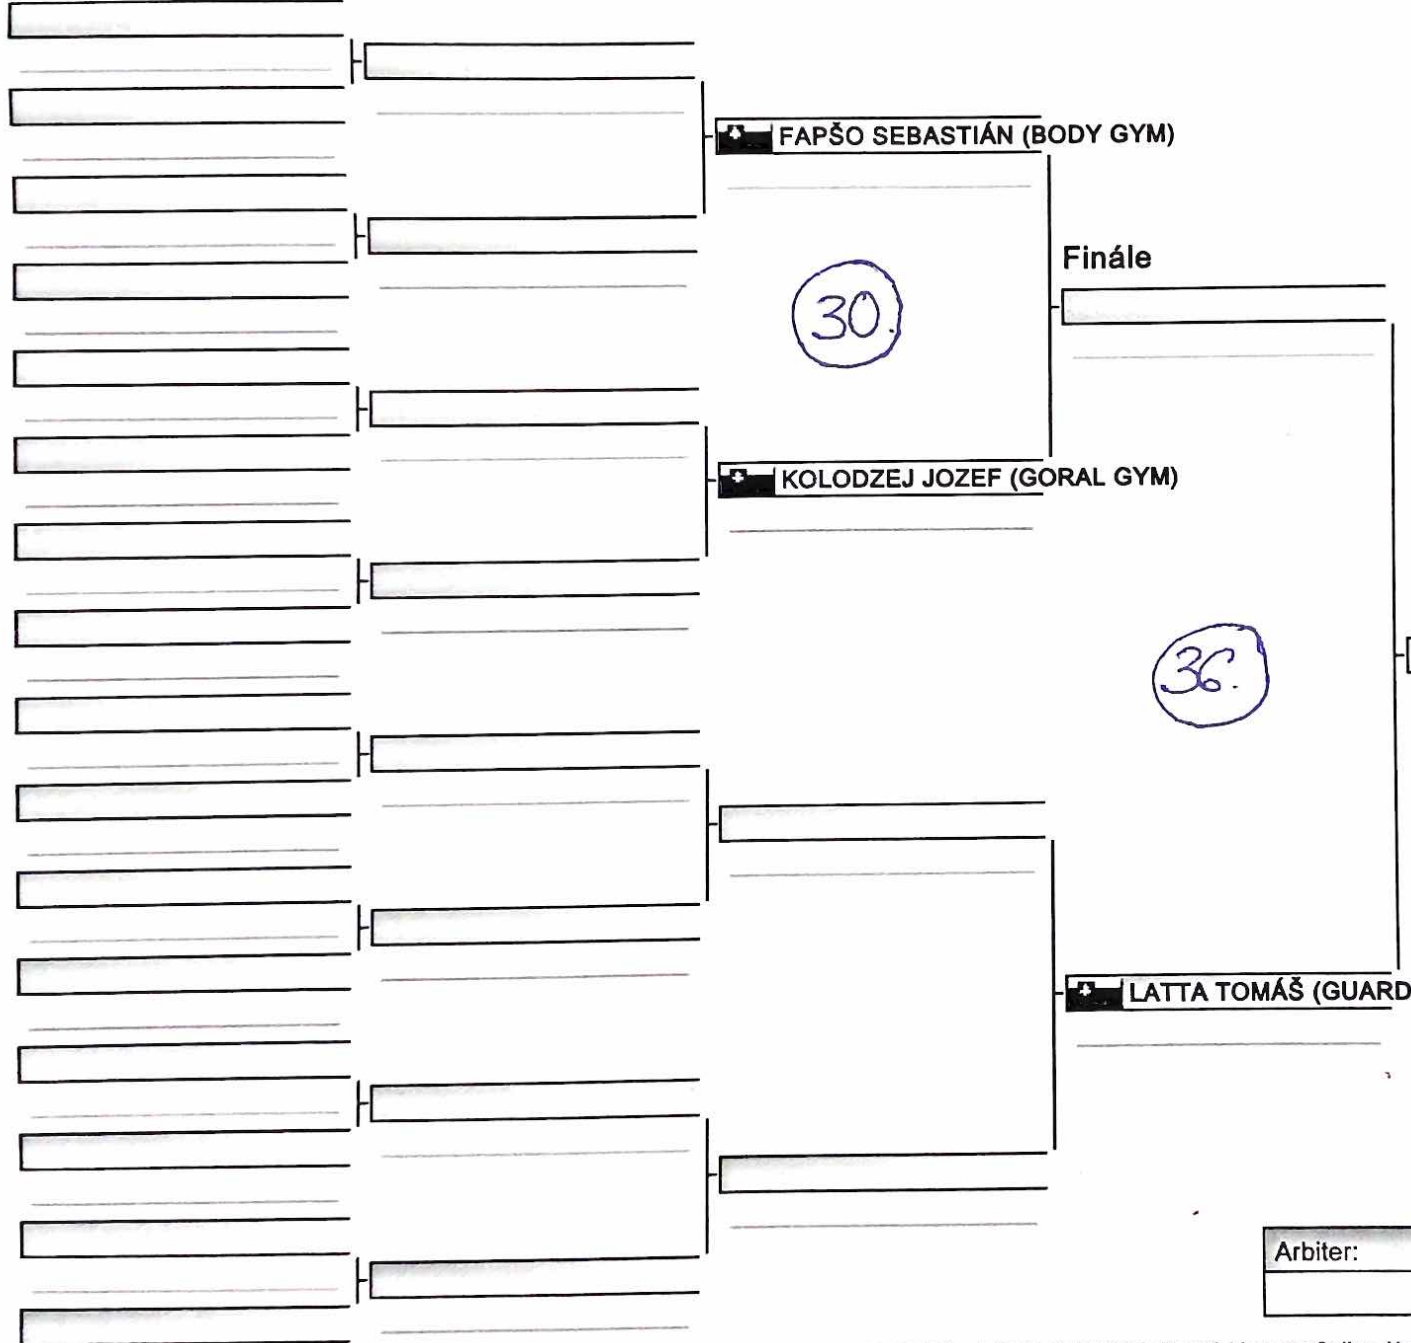 FAPŠO SEBASTIÁN (BODY GYM)
Finále
30.
KOLODZEJ JOZEF (GORAL GYM)
36.
LATTA TOMÁŠ (GUARD
Arbiter: